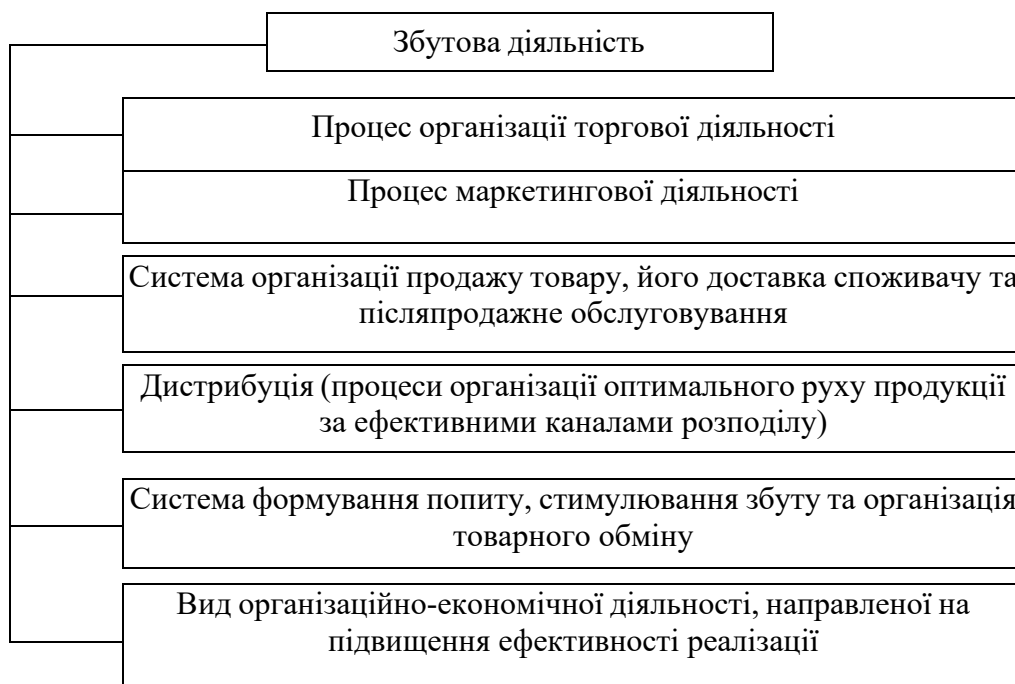 Збутова діяльність
Процес організації торгової діяльності
Процес маркетингової діяльності
Система організації продажу товару, його доставка споживачу та
післяпродажне обслуговування
Дистрибуція (процеси організації оптимального руху продукції
за ефективними каналами розподілу)
Система формування попиту, стимулювання збуту та організація
товарного обміну
Вид організаційно-економічної діяльності, направленої на
підвищення ефективності реалізації